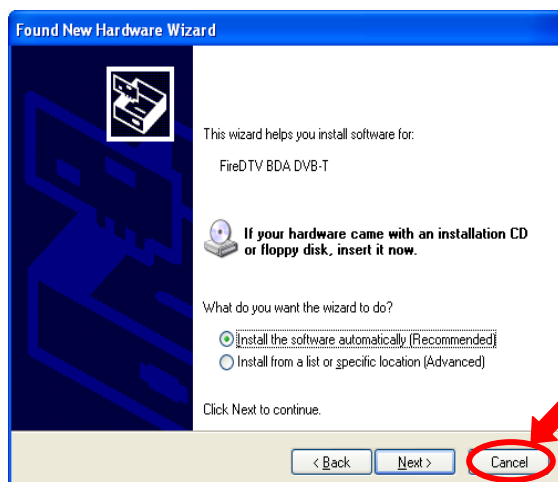 Found New Hardware Wizard
This wizard helps you install software for:
FireDTV BDA DVB-T
If your hardware came with an installation CD
or floppy disk, insert it now.
What do you want the wizard to do?
Install the software automatically (Recommended)
Install from a list or specific location (Advanced)
Click Next to continue.
< Back Next > Cancel